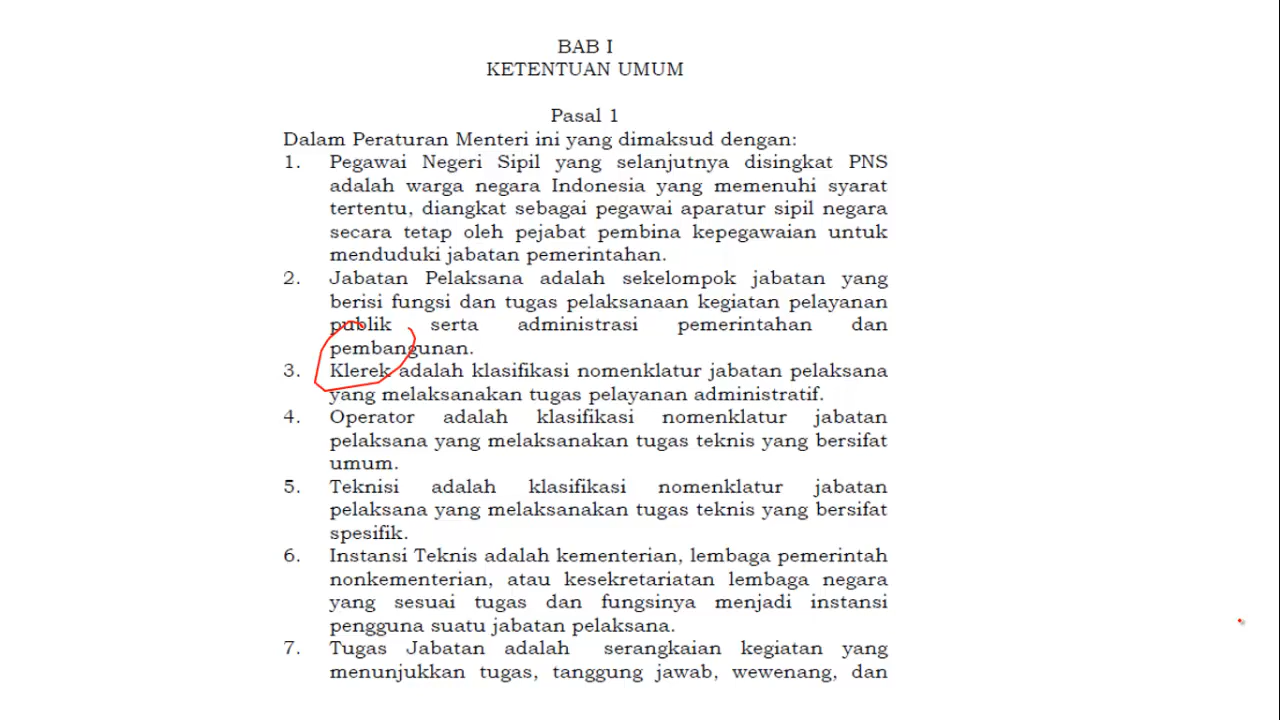 BAB I
KETENTUAN UMUM
Pasal 1
Dalam Peraturan Menteri ini yang dimaksud dengan:
1. Pegawai Negeri Sipil yang selanjutnya disingkat PNS
adalah warga negara Indonesia yang memenuhi syarat
tertentu, diangkat sebagai pegawai aparatur sipil negara
secara tetap oleh pejabat pembina kepegawaian untuk
menduduki jabatan pemerintahan.
2. Jabatan Pelaksana adalah sekelompok jabatan yang
berisi fungsi dan tugas pelaksanaan kegiatan pelayanan
publik serta administrasi pemerintahan dan
pembangunan.
3. Klerek adalah klasifikasi nomenklatur jabatan pelaksana
yang melaksanakan tugas pelayanan administratif.
4. Operator adalah klasifikasi nomenklatur jabatan
pelaksana yang melaksanakan tugas teknis yang bersifat
umum.
5. Teknisi adalah klasifikasi nomenklatur jabatan
pelaksana yang melaksanakan tugas teknis yang bersifat
spesifik.
6. Instansi Teknis adalah kementerian, lembaga pemerintah
nonkementerian, atau kesekretariatan lembaga negara
yang sesuai tugas dan fungsinya menjadi instansi
pengguna suatu jabatan pelaksana.
7. Tugas Jabatan adalah serangkaian kegiatan yang
menunjukkan tugas, tanggung jawab, wewenang, dan